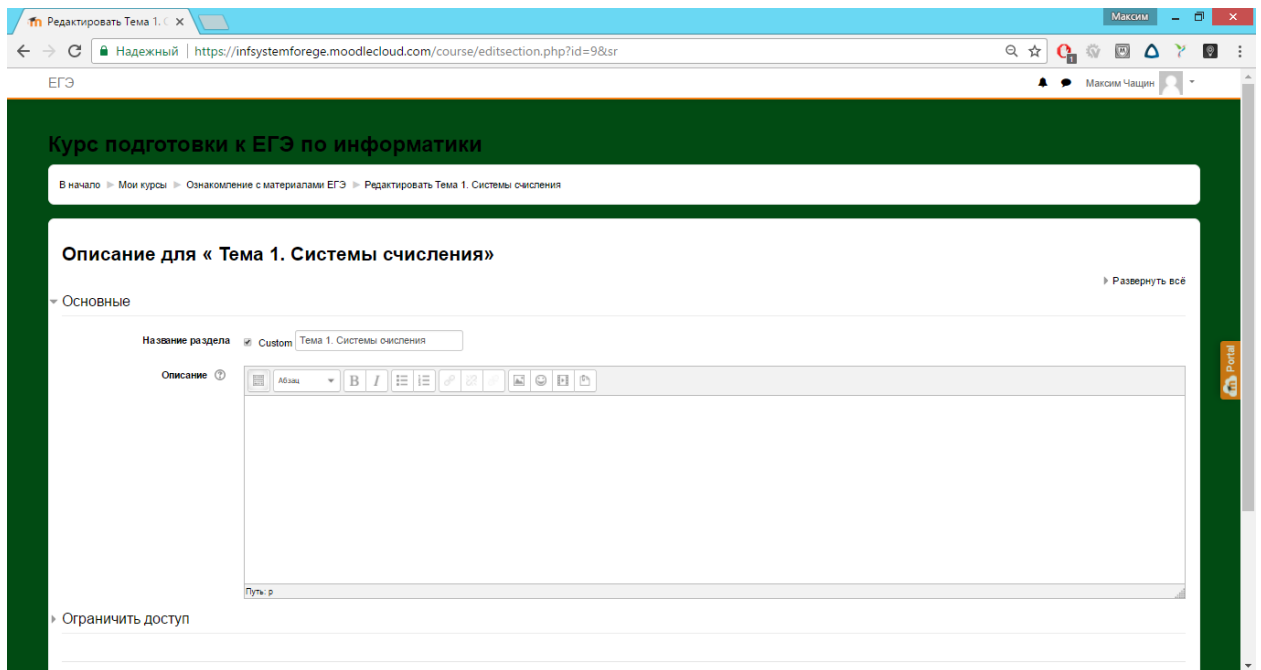 Редактировать Тема 1. С
Максим
Надежный | https://infsystemforege.moodlecloud.com/course/editsection.php?id=9&sr
1
ЕГЭ
Максим Чащин
Курс подготовки к ЕГЭ по информатики
В начало Мои курсы Ознакомление с материалами ЕГЭ Редактировать Тема 1. Системы счисления
Описание для « Тема 1. Системы счисления»
Развернуть всё
Основные
Название раздела Custom Тема 1. Системы счисления
Portal
Описание Абзац B I
Путь: p
Ограничить доступ